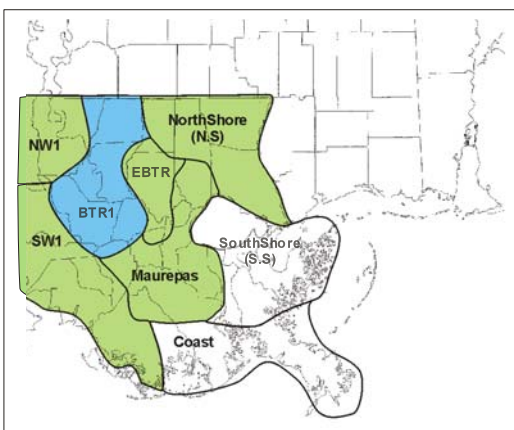 NorthShore
(N.S)
NW1
EBTR
BTR1
SW1
SouthShore
(S.S)
Maurepas
Coast